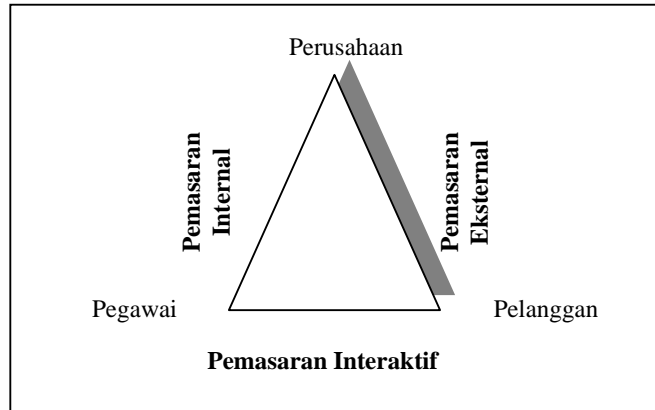 Perusahaan
Pemasaran
Internal
Pemasaran
Eksternal
Pegawai
Pelanggan
Pemasaran Interaktif